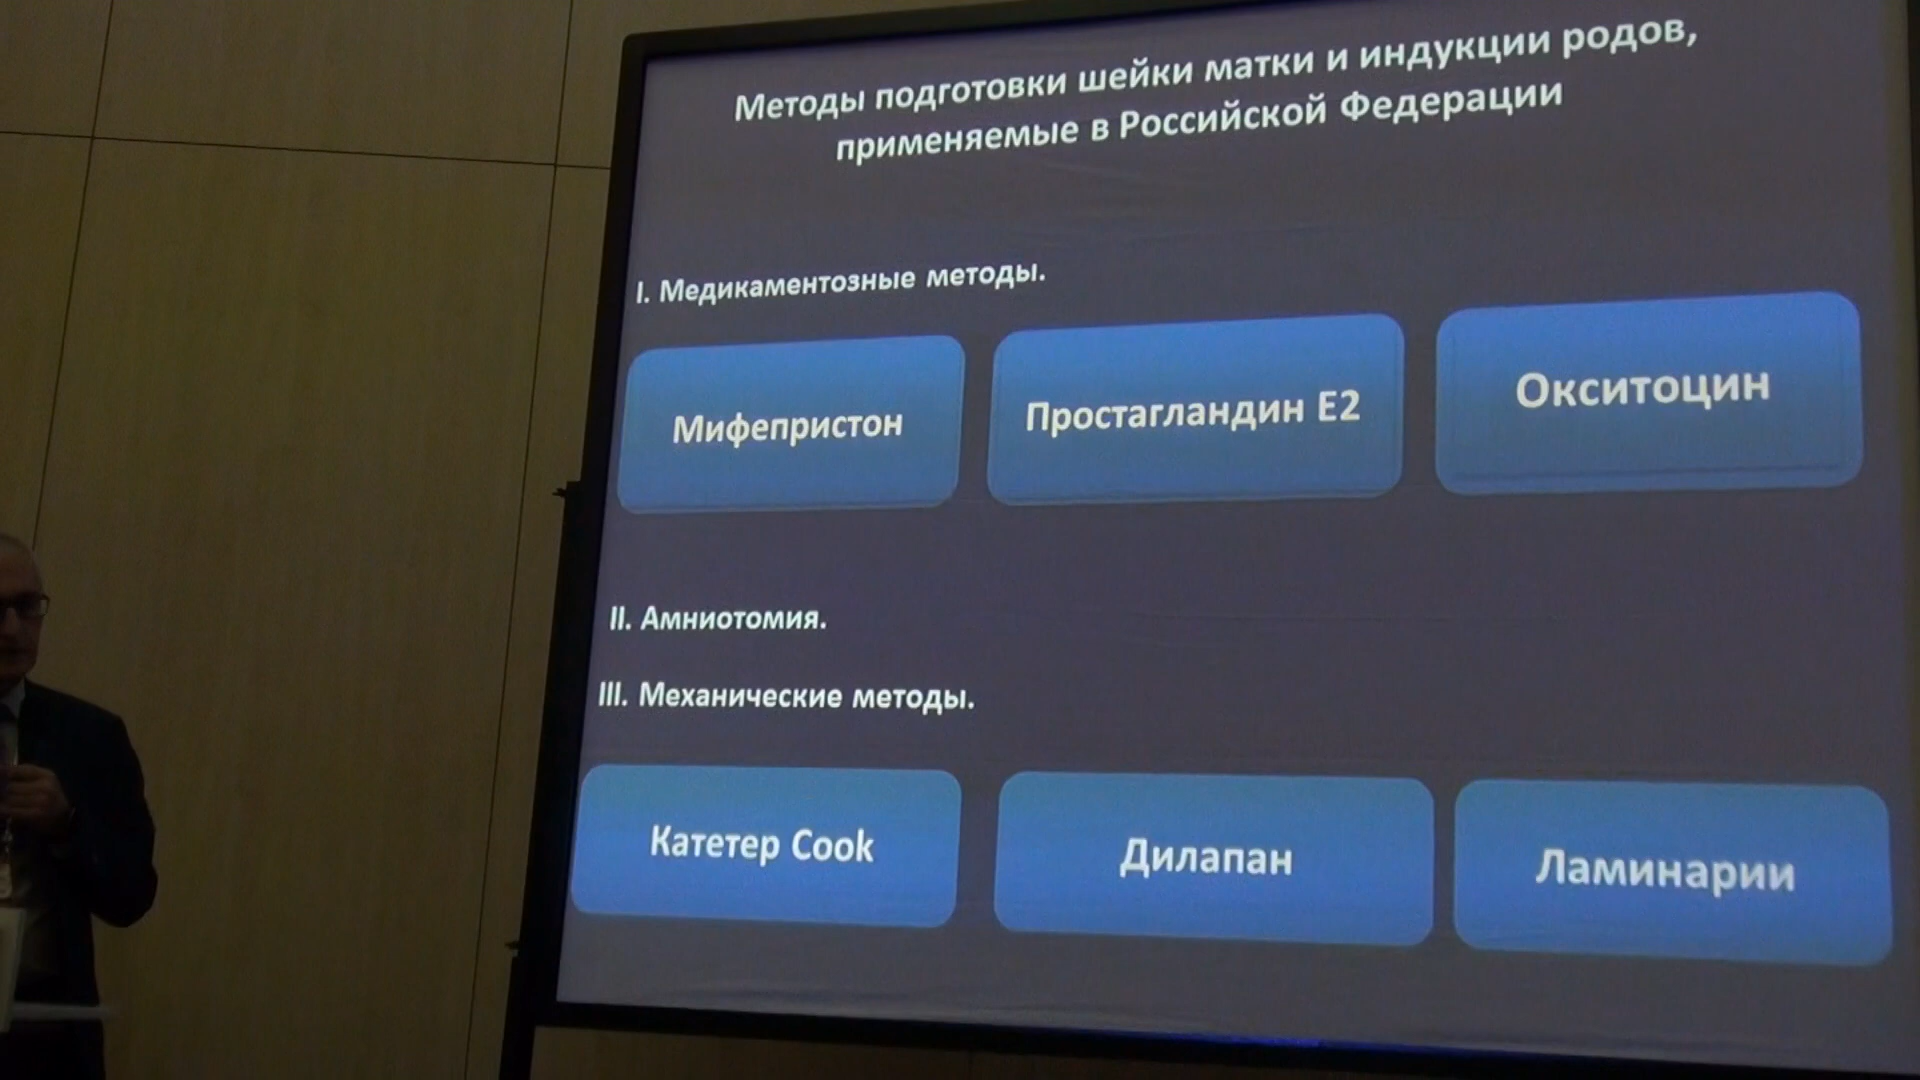 Методы подготовки шейки матки и индукции родов,
применяемые в Российской Федерации
I. Медикаментозные методы.
Мифепристон
Простагландин Е2
Окситоцин
II. Амниотомия.
III. Механические методы.
Катетер Cook
Дилапан
Ламинарии